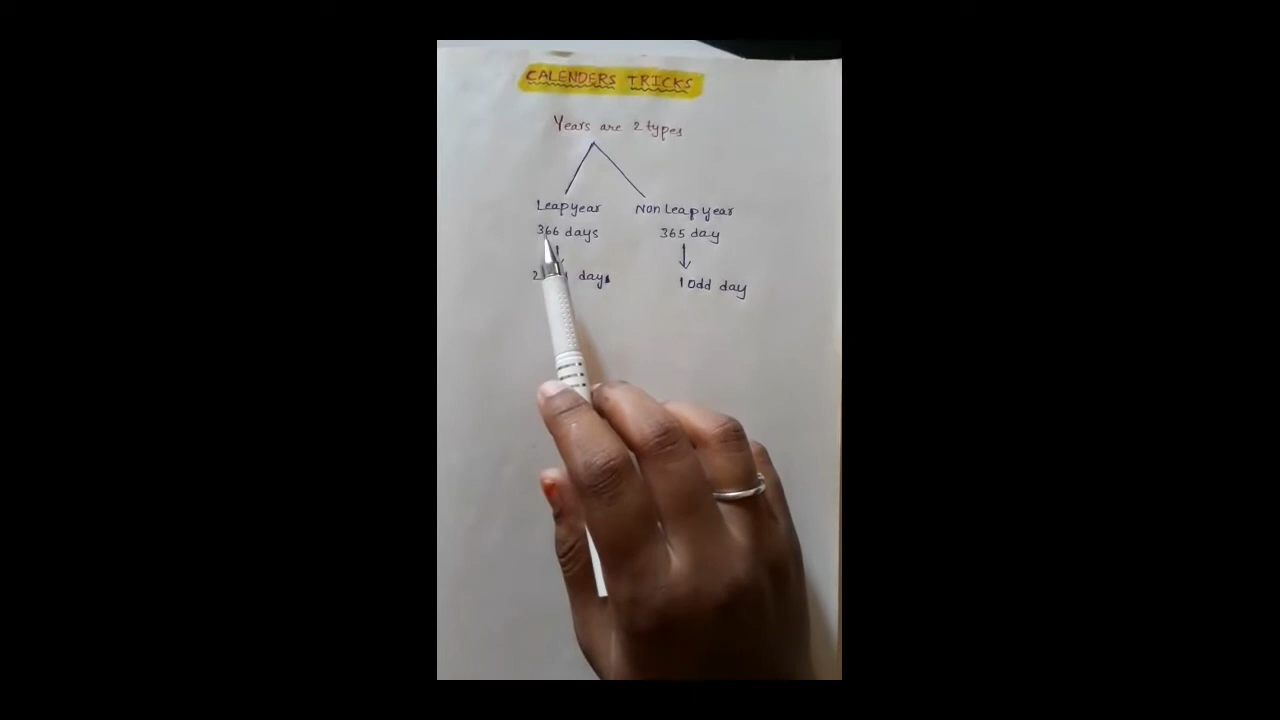 CALENDERS TRICKS
Years are 2 types
Leap year Non Leap year
366 days 365 day
2 days 1 Odd day